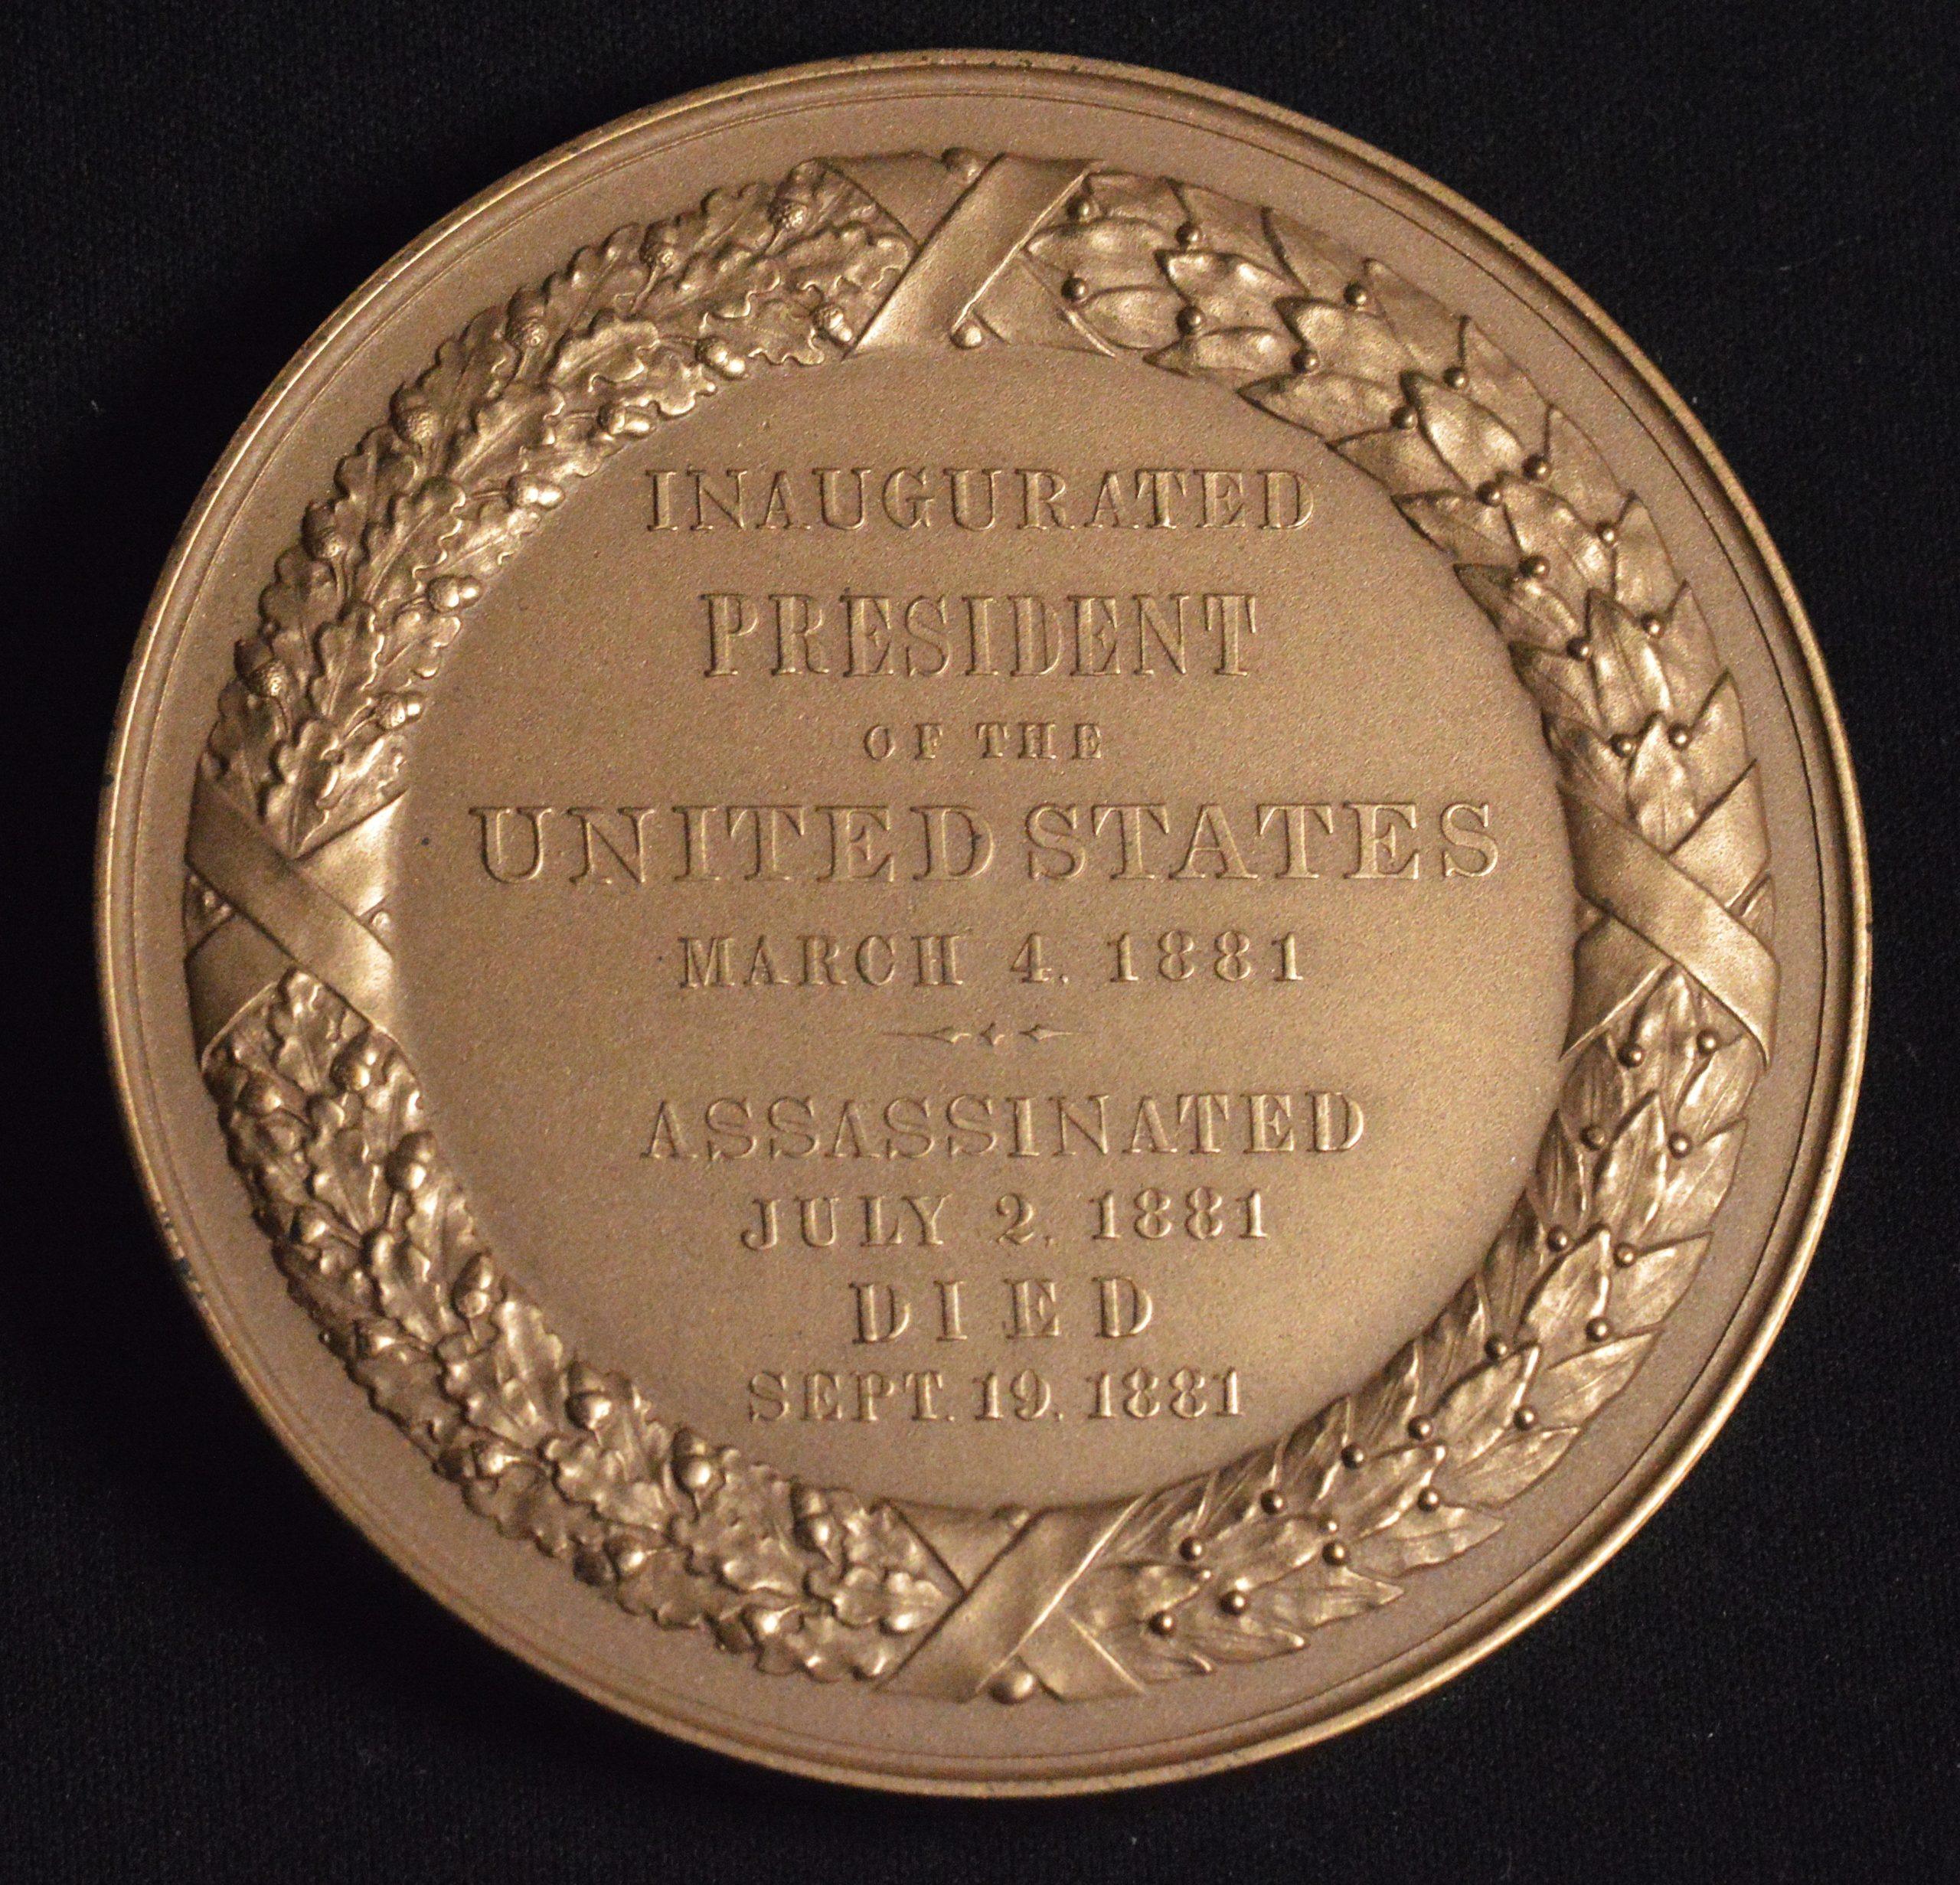 INAUGURATED
PRESIDENT
OF THE
UNITED STATES
MARCH 4. 1881
ASSASSINATED
JULY 2. 1881
DIED
SEPT. 19. 1881